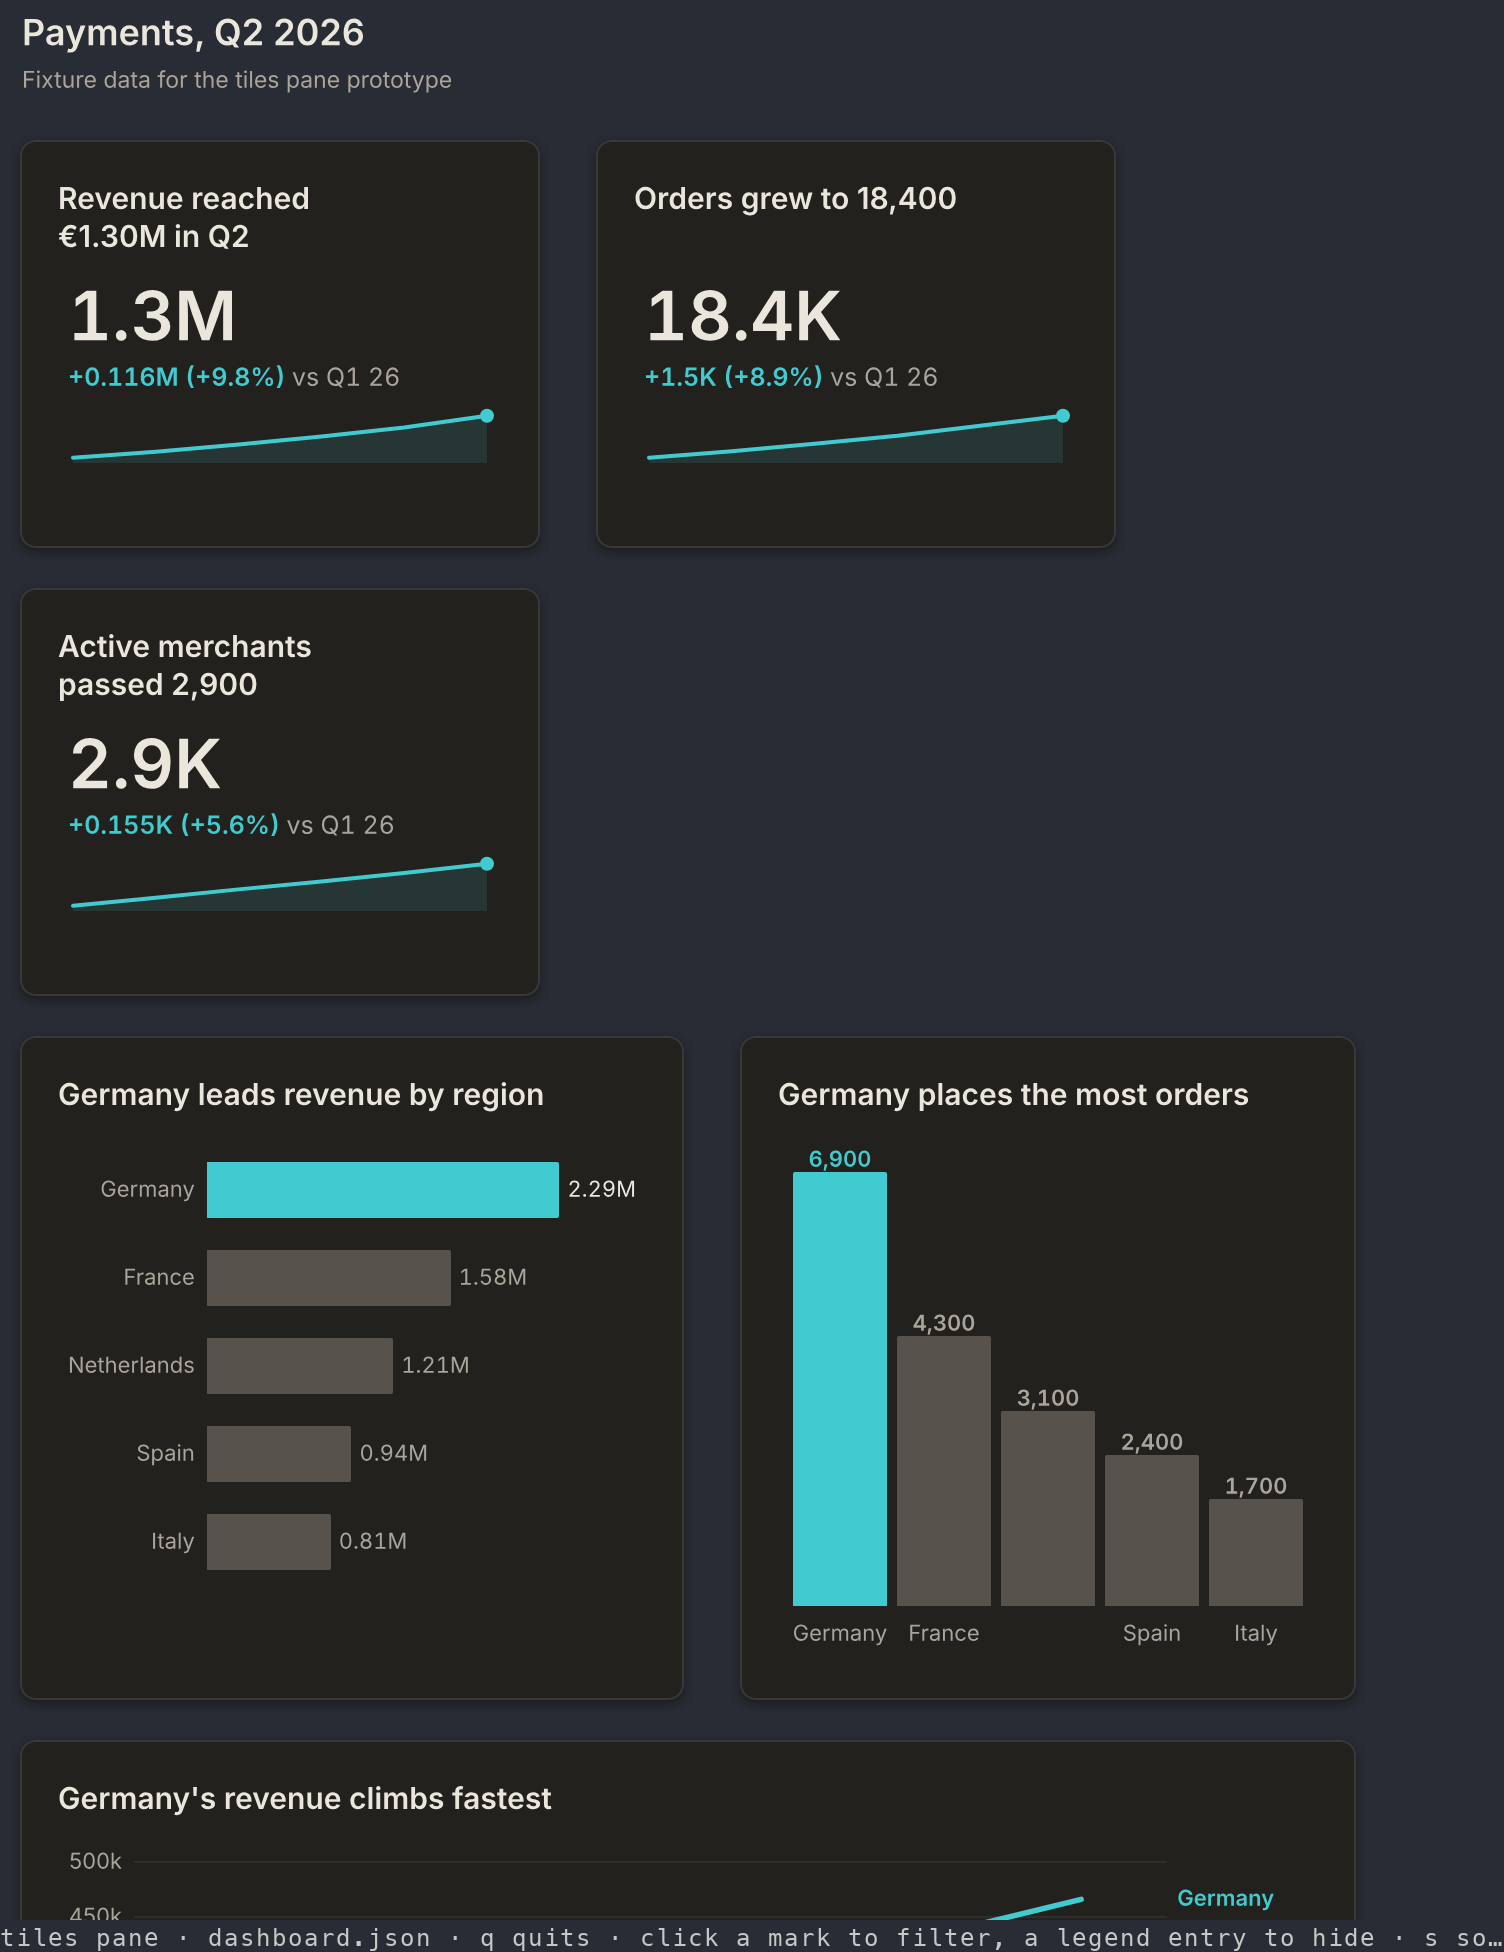 Payments, Q2 2026
Fixture data for the tiles pane prototype
Revenue reached
€1.30M in Q2
1.3M
+0.116M (+9.8%) vs Q1 26
Orders grew to 18,400
18.4K
+1.5K (+8.9%) vs Q1 26
Active merchants
passed 2,900
2.9K
+0.155K (+5.6%) vs Q1 26
Germany leads revenue by region
Germany 2.29M
France 1.58M
Netherlands 1.21M
Spain 0.94M
Italy 0.81M
Germany places the most orders
6,900
4,300
3,100
2,400
1,700
Germany France Spain Italy
Germany's revenue climbs fastest
500k
Germany
450k
tiles pane · dashboard.json · q quits · click a mark to filter, a legend entry to hide · s so…